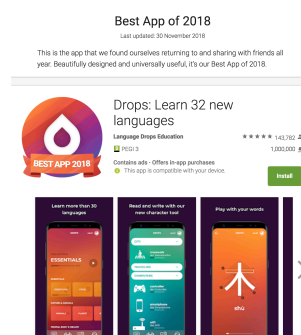 Best App of 2018
Last updated: 30 November 2018
This is the app that we found ourselves returning to and sharing with friends all
year. Beautifully designed and universally useful, it's our Best App of 2018.
Drops: Learn 32 new
languages
Language Drops Education
★★★★★ 143,782
PEGI 3
1,000,000
Contains ads · Offers in-app purchases
This app is compatible with your device.
Install
BEST APP 2018
Learn more than 30
languages
Read and write with our
new character tool
Play with your words
ESSENTIALS
木
shù